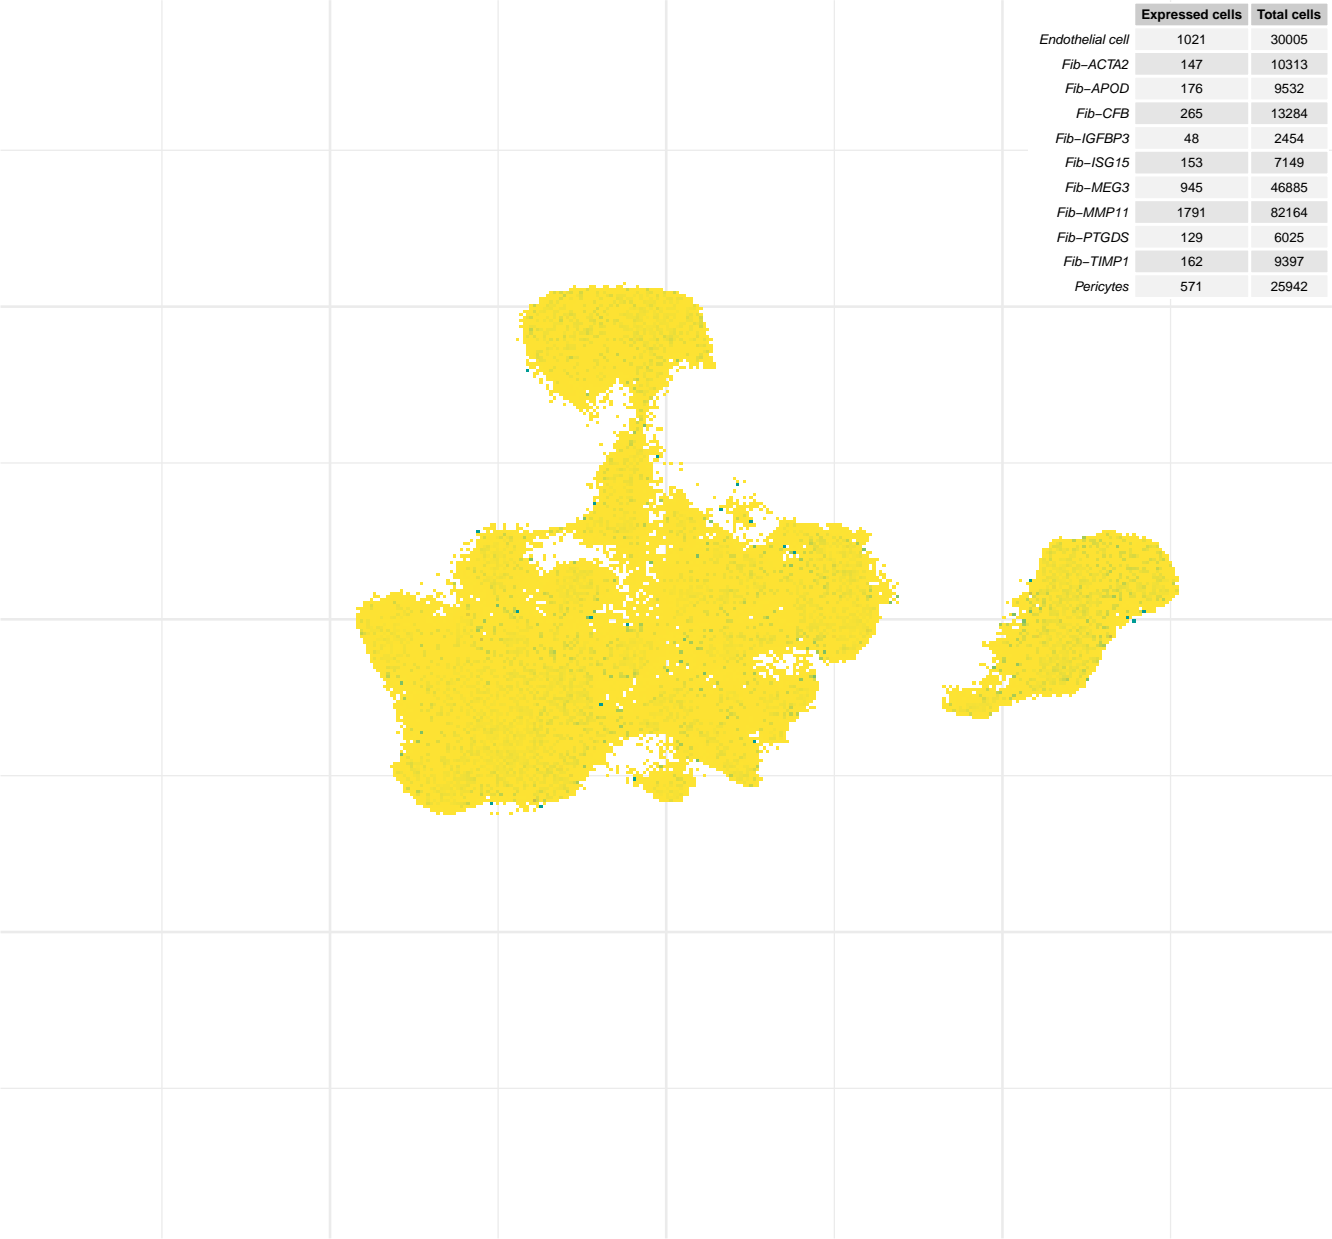 Expressed cells Total cells
Endothelial cell 1021 30005
Fib−ACTA2 147 10313
Fib−APOD 176 9532
Fib−CFB 265 13284
Fib−IGFBP3 48 2454
Fib−ISG15 153 7149
Fib−MEG3 945 46885
Fib−MMP11 1791 82164
Fib−PTGDS 129 6025
Fib−TIMP1 162 9397
Pericytes 571 25942